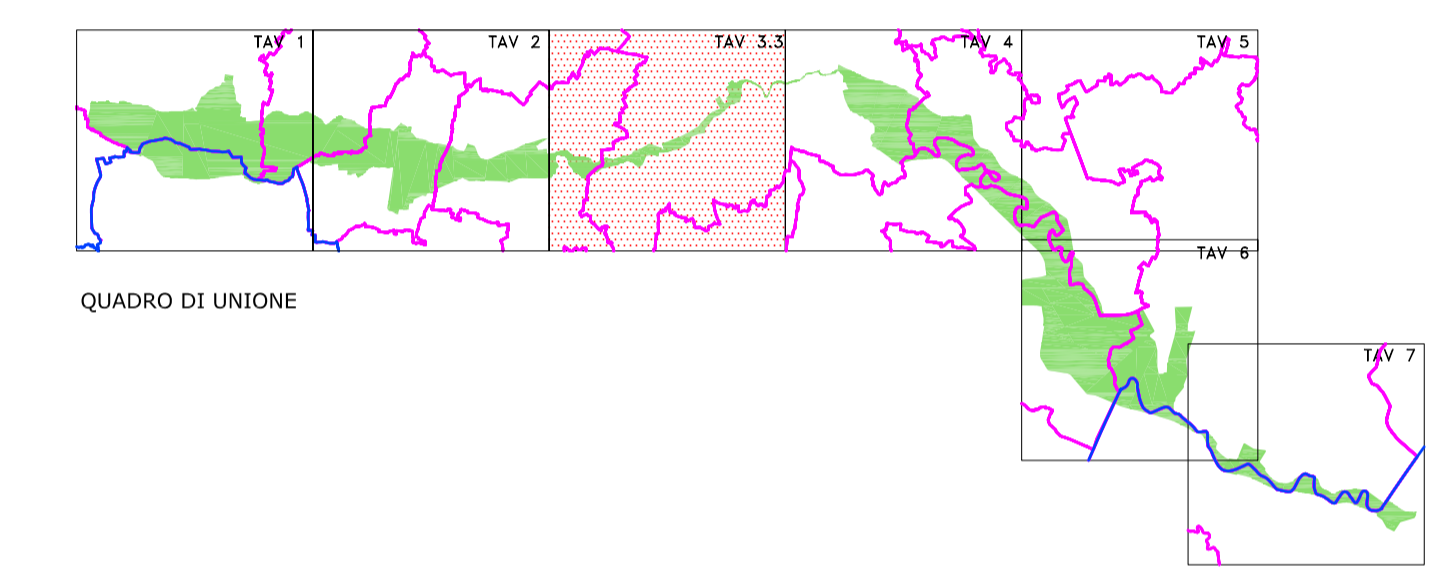 TAV 1
TAV 2
TAV 3.3
TAV 4
TAV 5
TAV 6
QUADRO DI UNIONE
TAV 7